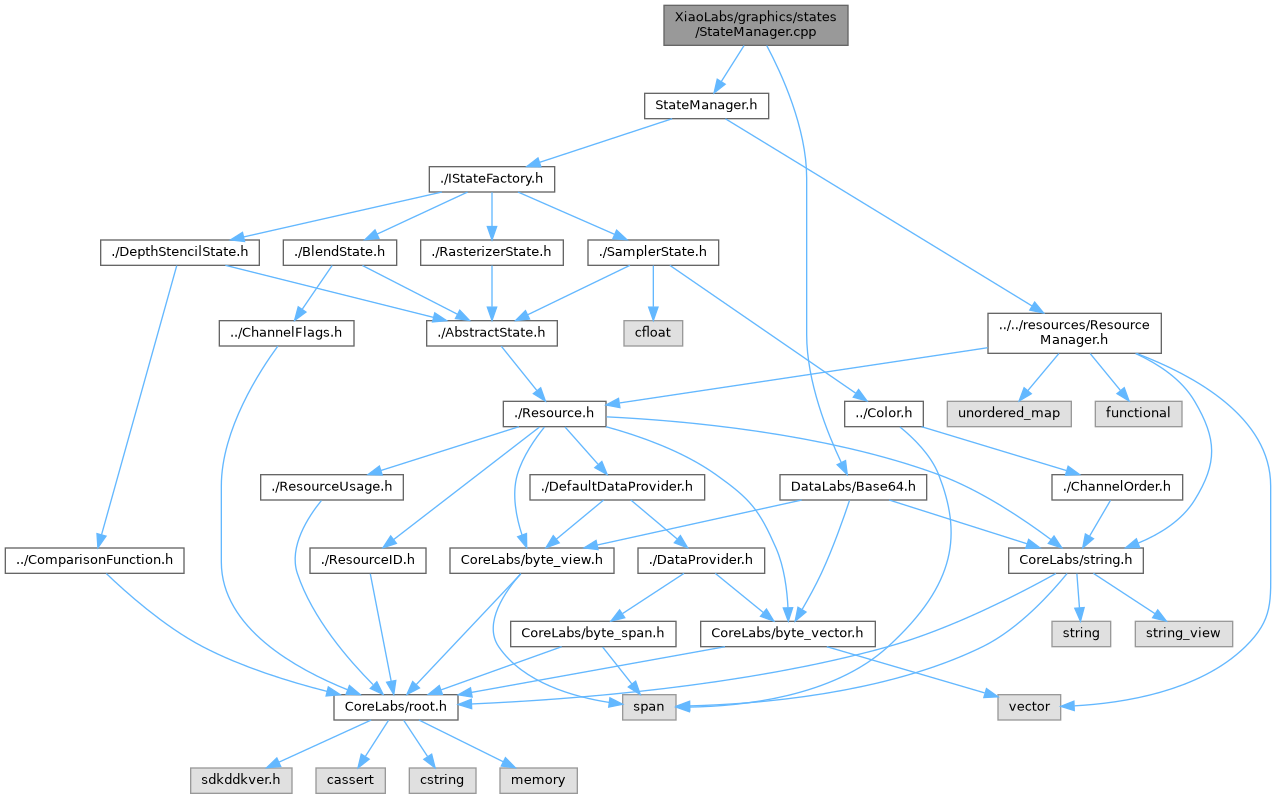 XiaoLabs/graphics/states
/StateManager.cpp
StateManager.h
./IStateFactory.h
./DepthStencilState.h
./BlendState.h
./RasterizerState.h
./SamplerState.h
../ChannelFlags.h
./AbstractState.h
cfloat
../../resources/Resource
Manager.h
./Resource.h
../Color.h
unordered_map
functional
./ResourceUsage.h
./DefaultDataProvider.h
DataLabs/Base64.h
./ChannelOrder.h
../ComparisonFunction.h
./ResourceID.h
CoreLabs/byte_view.h
./DataProvider.h
CoreLabs/string.h
CoreLabs/byte_span.h
CoreLabs/byte_vector.h
string
string_view
CoreLabs/root.h
span
vector
sdkddkver.h
cassert
cstring
memory